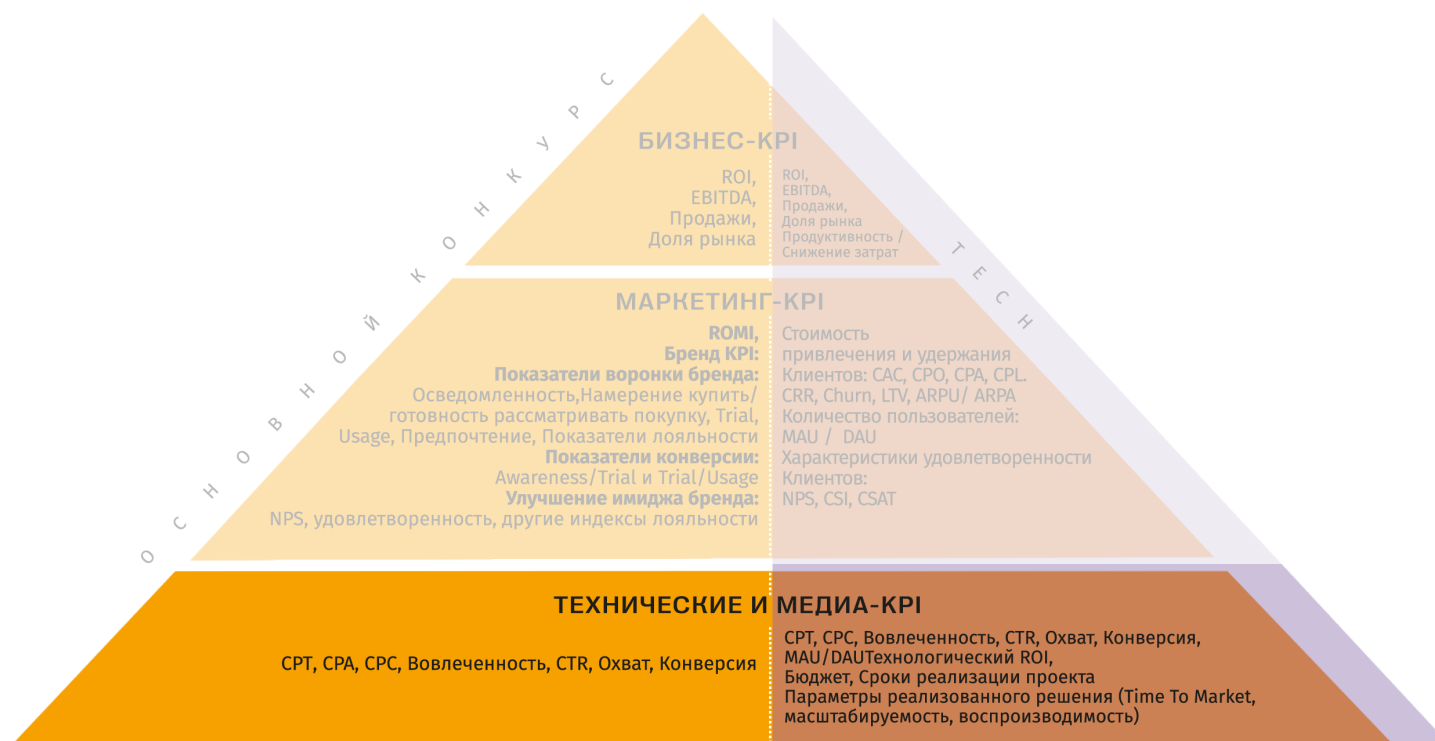 ОСНОВНОЙ КОНКУРС
TECH
БИЗНЕС-KPI
ROI,
EBITDA,
Продажи,
Доля рынка
ROI,
EBITDA,
Продажи,
Доля рынка
Продуктивность /
Снижение затрат
МАРКЕТИНГ-KPI
ROMI,
Бренд KPI:
Показатели воронки бренда:
Осведомленность,Намерение купить/
готовность рассматривать покупку, Trial,
Usage, Предпочтение, Показатели лояльности
Показатели конверсии:
Awareness/Trial и Trial/Usage
Улучшение имиджа бренда:
NPS, удовлетворенность, другие индексы лояльности
Стоимость
привлечения и удержания
Клиентов: CAC, CPO, CPA, CPL.
CRR, Churn, LTV, ARPU/ ARPA
Количество пользователей:
MAU / DAU
Характеристики удовлетворенности
Клиентов:
NPS, CSI, CSAT
ТЕХНИЧЕСКИЕ И МЕДИА-KPI
CPT, CPA, CPC, Вовлеченность, CTR, Охват, Конверсия
CPT, CPC, Вовлеченность, CTR, Охват, Конверсия,
MAU/DAUТехнологический ROI,
Бюджет, Сроки реализации проекта
Параметры реализованного решения (Time To Market,
масштабируемость, воспроизводимость)